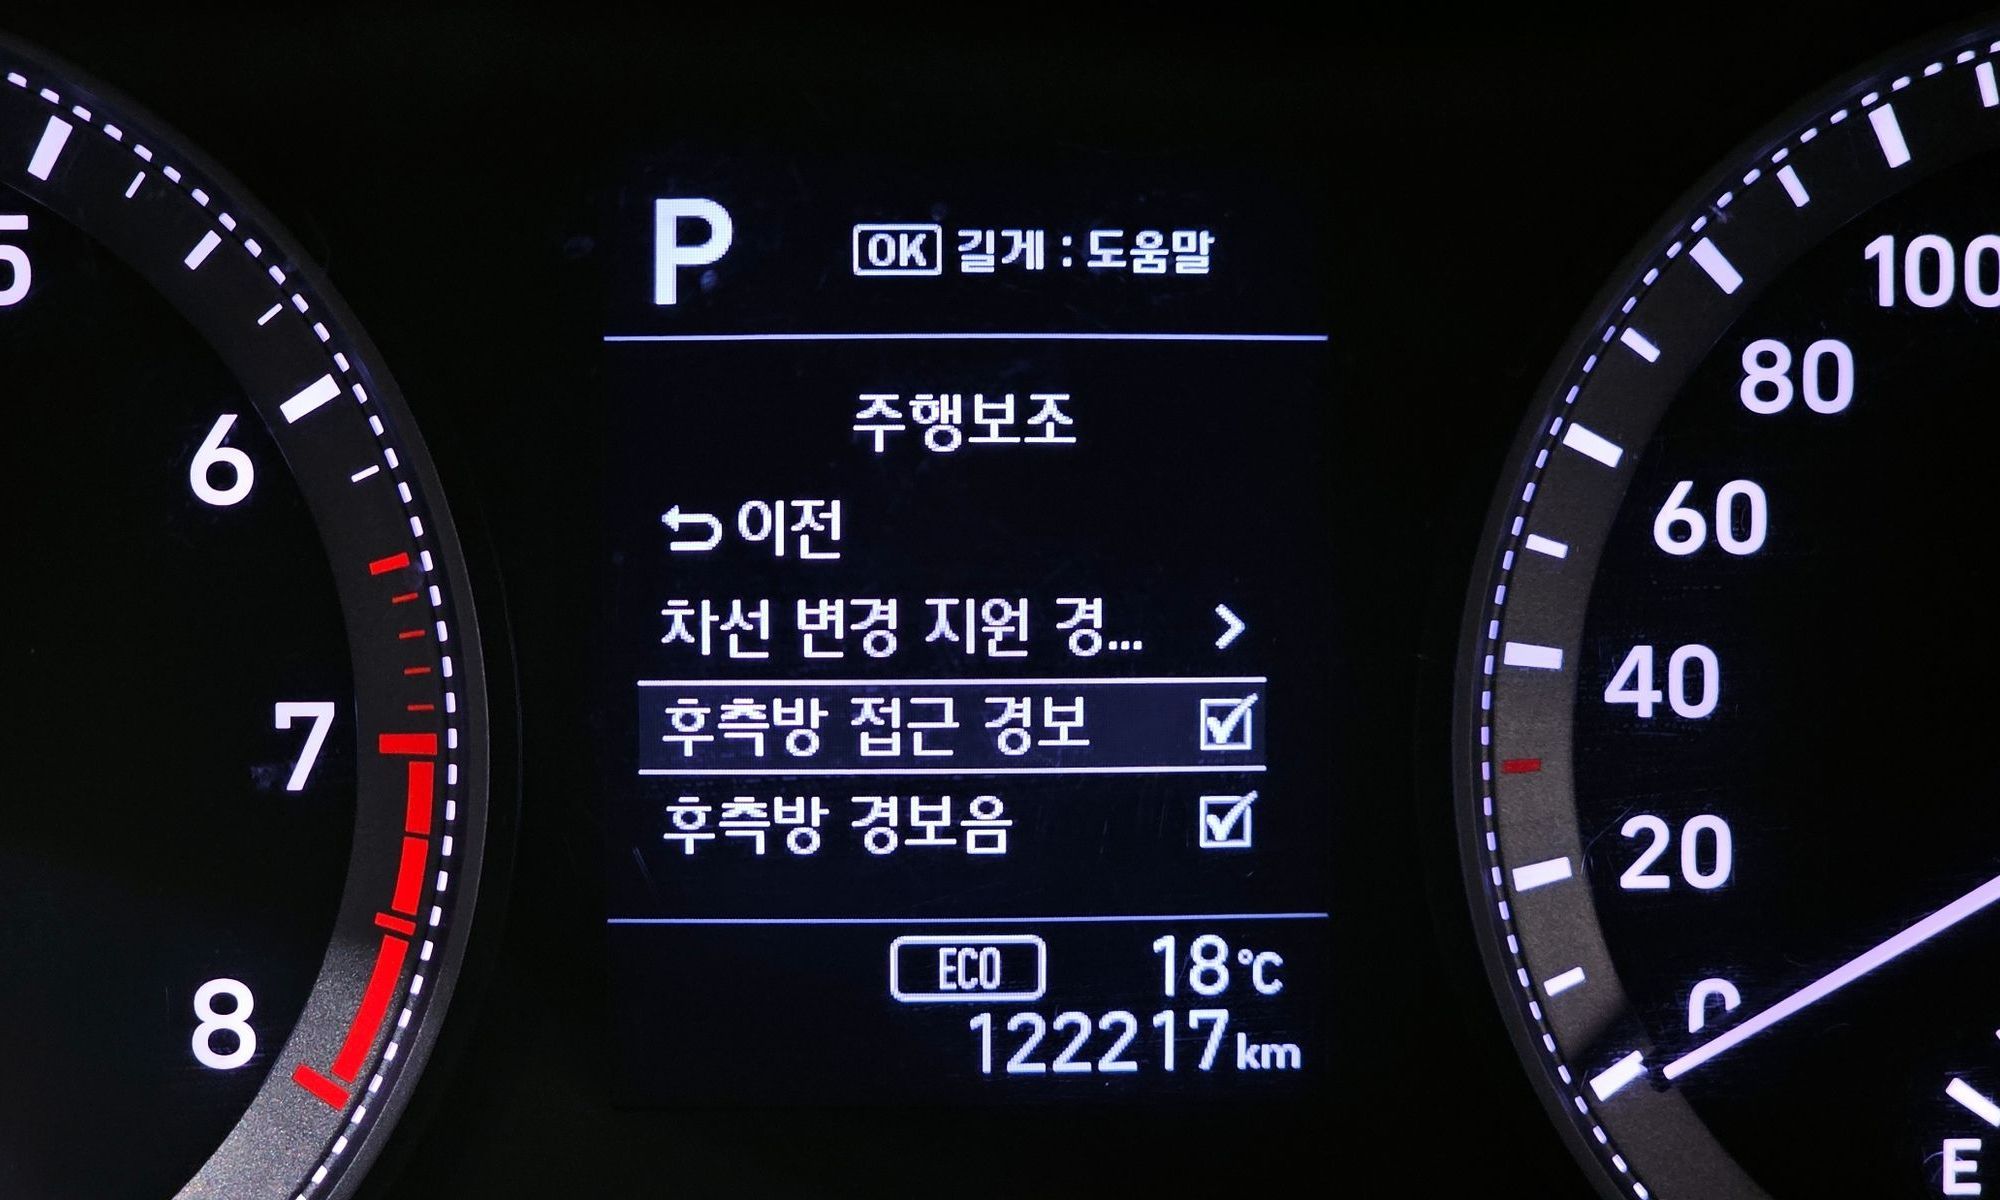 P
OK 길게 : 도움말
주행보조
이전
차선 변경 지원 경...
후측방 접근 경보
후측방 경보음
ECO 18°C
122217km
5
6
7
8
100
80
60
40
20
0
E